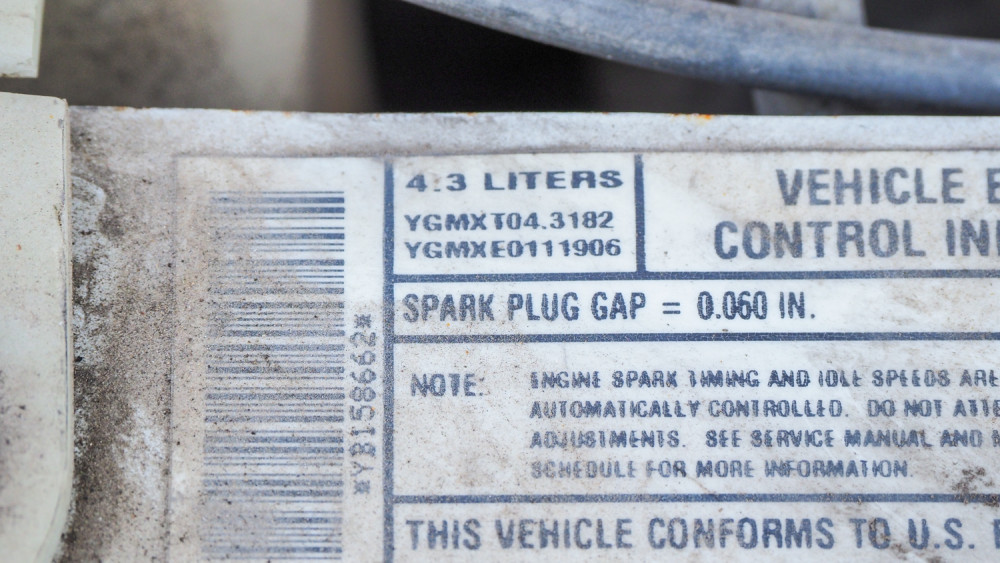 4.3 LITERS
YGMXT04.3182
YGMXE0111906
VEHICLE
CONTROL
SPARK PLUG GAP = 0.060 IN.
NOTE: ENGINE SPARK TIMING AND IDLE SPEEDS ARE
AUTOMATICALLY CONTROLLED. DO NOT
ADJUSTMENTS. SEE SERVICE MANUAL AND
SCHEDULE FOR MORE INFORMATION.
THIS VEHICLE CONFORMS TO U.S.
*YB158662*